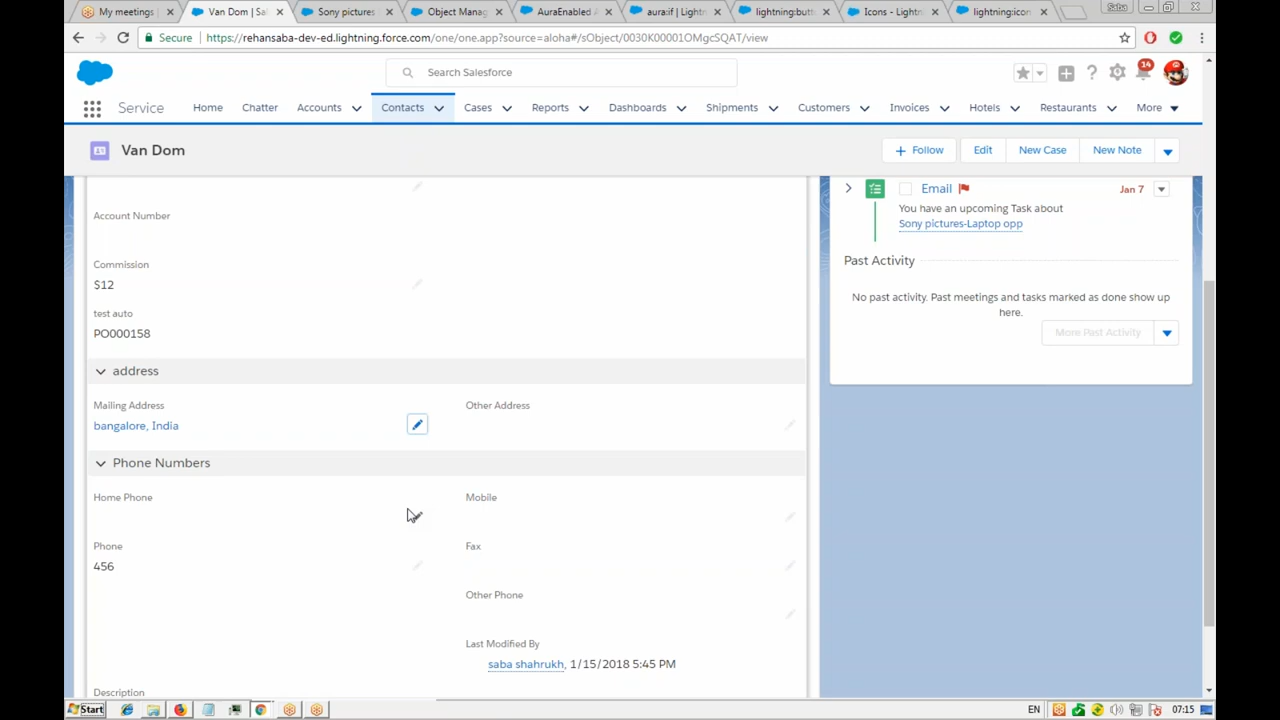 My meetings |
Van Dom | Sal
Sony pictures
Object Manag
AuraEnabled A
aura:if | Lightn
lightning:butt
Icons - Lightn
lightning:icon
Saba
Secure
https://rehansaba-dev-ed.lightning.force.com/one/one.app?source=aloha#/sObject/0030K00001OMgcSQAT/view
Search Salesforce
14
Service
Home
Chatter
Accounts
Contacts
Cases
Reports
Dashboards
Shipments
Customers
Invoices
Hotels
Restaurants
More
Van Dom
+ Follow
Edit
New Case
New Note
Account Number
Commission
$12
test auto
PO000158
address
Mailing Address
bangalore, India
Other Address
Phone Numbers
Home Phone
Mobile
Phone
456
Fax
Other Phone
Last Modified By
saba shahrukh, 1/15/2018 5:45 PM
Description
Email
Jan 7
You have an upcoming Task about
Sony pictures-Laptop opp
Past Activity
No past activity. Past meetings and tasks marked as done show up
here.
More Past Activity
Start
EN
07:15